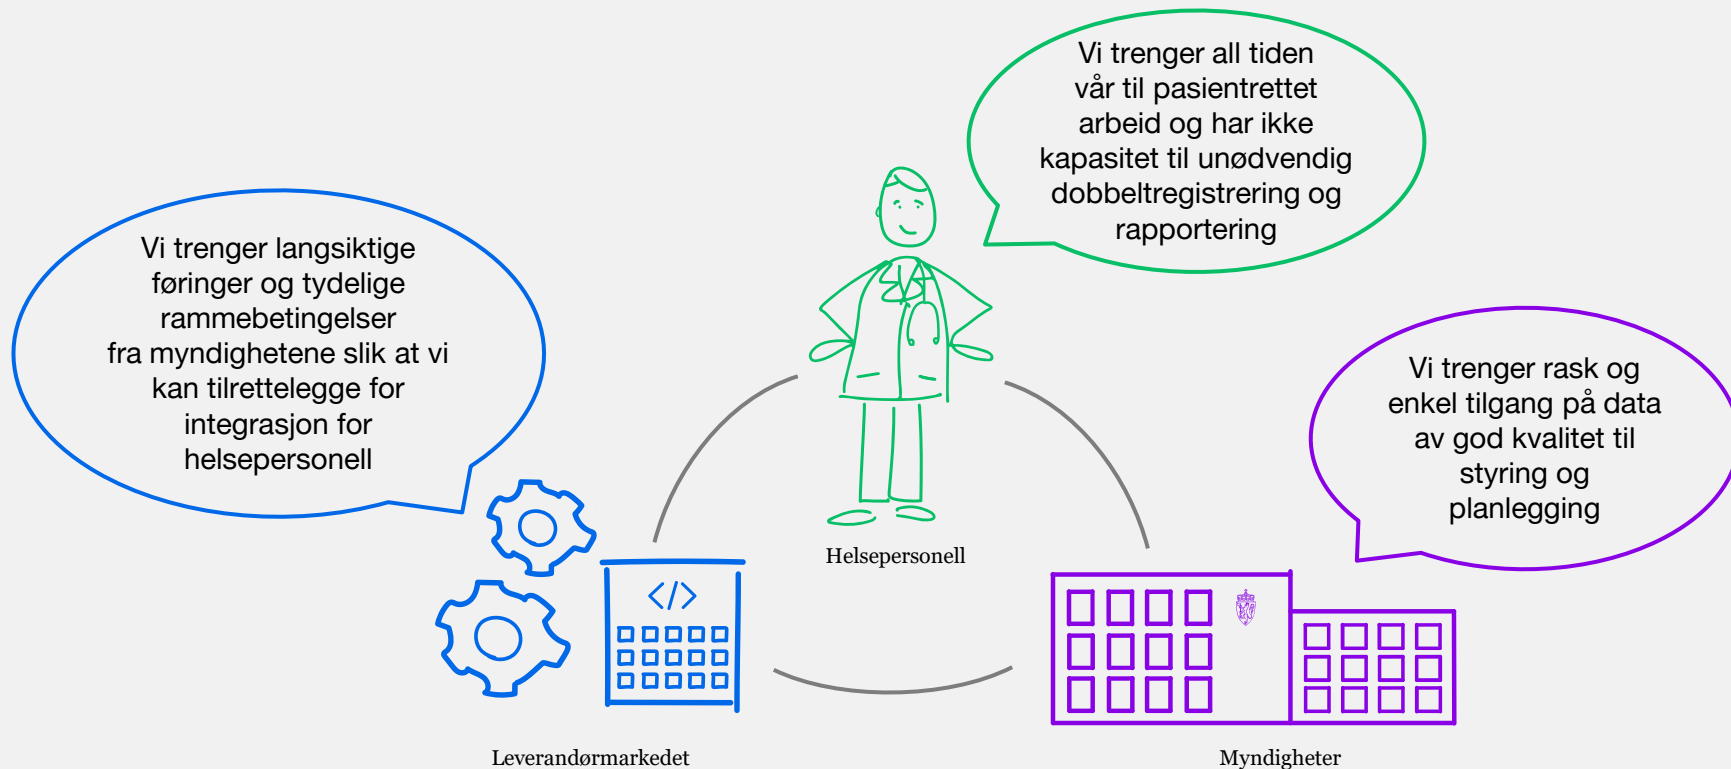 Vi trenger all tiden
vår til pasientrettet
arbeid og har ikke
kapasitet til unødvendig
dobbeltregistrering og
rapportering
Vi trenger langsiktige
føringer og tydelige
rammebetingelser
fra myndighetene slik at vi
kan tilrettelegge for
integrasjon for
helsepersonell
Vi trenger rask og
enkel tilgang på data
av god kvalitet til
styring og
planlegging
Helsepersonell
</>
Leverandørmarkedet
Myndigheter